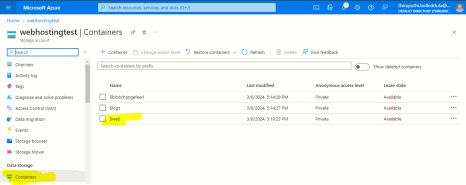 Microsoft Azure
Search resources, services, and docs (G+/)
Home > webhostingtest
webhostingtest | Containers
Storage account
Search
+ Container
Change access level
Restore containers
Refresh
Delete
Give feedback
Search containers by prefix
Show deleted containers
Overview
Activity log
Tags
Diagnose and solve problems
Access Control (IAM)
Data migration
Events
Storage browser
Storage Mover
Data storage
Containers
Name Last modified Anonymous access level Lease state
$blobchangefeed 3/6/2024, 5:14:28 PM Private Available
$logs 3/6/2024, 5:14:27 PM Private Available
$web 3/6/2024, 5:19:23 PM Private Available